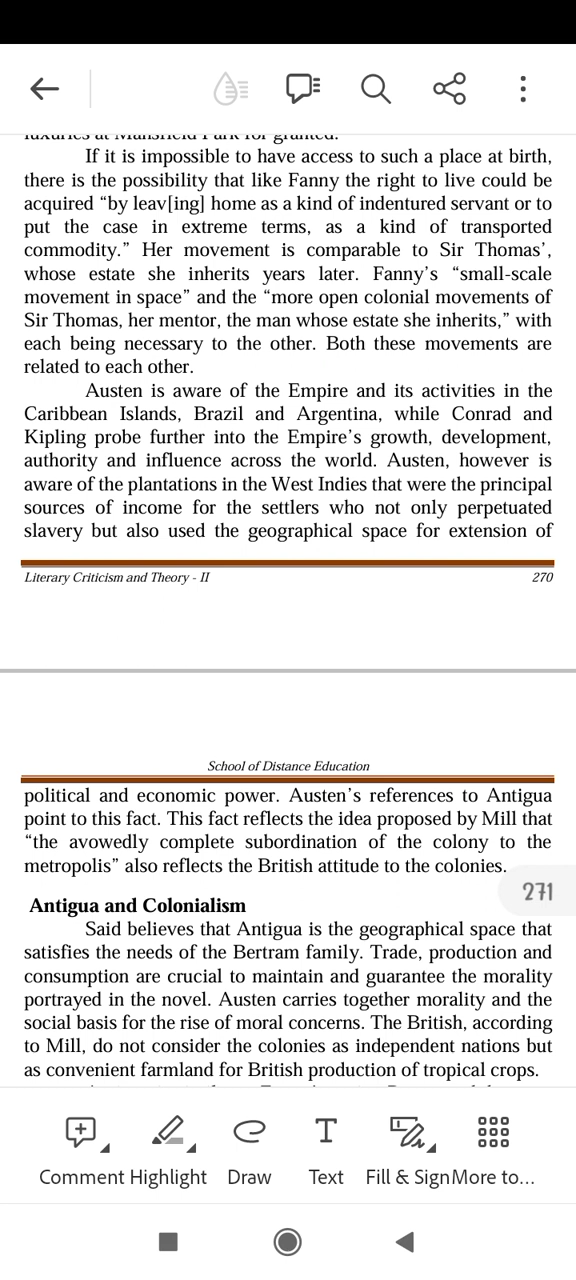 luxuries at Mansfield Park for granted.
If it is impossible to have access to such a place at birth,
there is the possibility that like Fanny the right to live could be
acquired “by leav[ing] home as a kind of indentured servant or to
put the case in extreme terms, as a kind of transported
commodity.” Her movement is comparable to Sir Thomas’,
whose estate she inherits years later. Fanny’s “small-scale
movement in space” and the “more open colonial movements of
Sir Thomas, her mentor, the man whose estate she inherits,” with
each being necessary to the other. Both these movements are
related to each other.
Austen is aware of the Empire and its activities in the
Caribbean Islands, Brazil and Argentina, while Conrad and
Kipling probe further into the Empire’s growth, development,
authority and influence across the world. Austen, however is
aware of the plantations in the West Indies that were the principal
sources of income for the settlers who not only perpetuated
slavery but also used the geographical space for extension of
Literary Criticism and Theory - II 270
School of Distance Education
political and economic power. Austen’s references to Antigua
point to this fact. This fact reflects the idea proposed by Mill that
“the avowedly complete subordination of the colony to the
metropolis” also reflects the British attitude to the colonies.
271
Antigua and Colonialism
Said believes that Antigua is the geographical space that
satisfies the needs of the Bertram family. Trade, production and
consumption are crucial to maintain and guarantee the morality
portrayed in the novel. Austen carries together morality and the
social basis for the rise of moral concerns. The British, according
to Mill, do not consider the colonies as independent nations but
as convenient farmland for British production of tropical crops.
Comment Highlight Draw Text Fill & Sign More to...